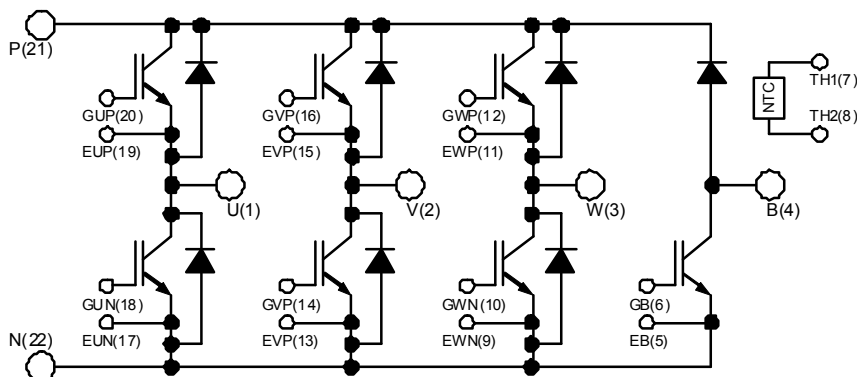 P(21)
GUP(20)
GVP(16)
GWP(12)
NTC
TH1(7)
TH2(8)
EUP(19)
EVP(15)
EWP(11)
U(1)
V(2)
W(3)
B(4)
GUN(18)
GVP(14)
GWN(10)
GB(6)
EUN(17)
EVP(13)
EWN(9)
EB(5)
N(22)